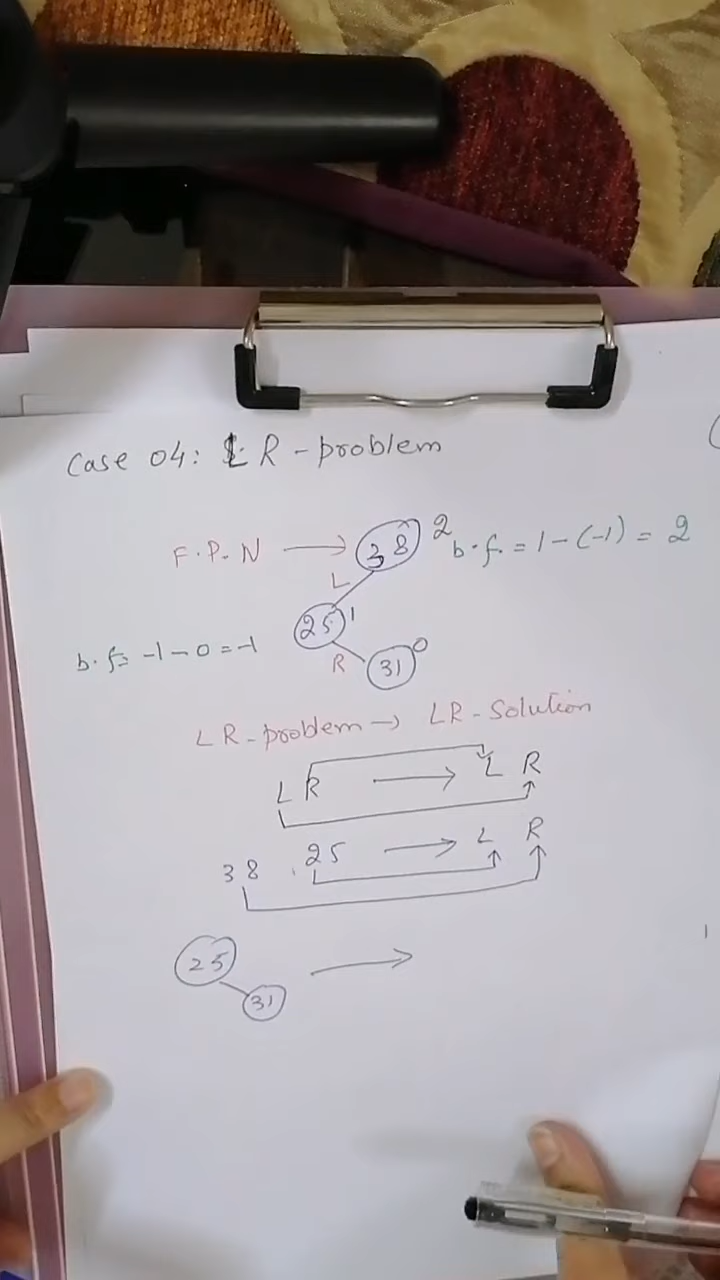 Case 04: LR-problem
F.P.N → 38 2 b.f. = 1-(-1) = 2
L
25 1
b.f= -1-0=-1
R 31 0
LR-problem → LR-Solution
LR → L R
38 25 → L R
25 →
31